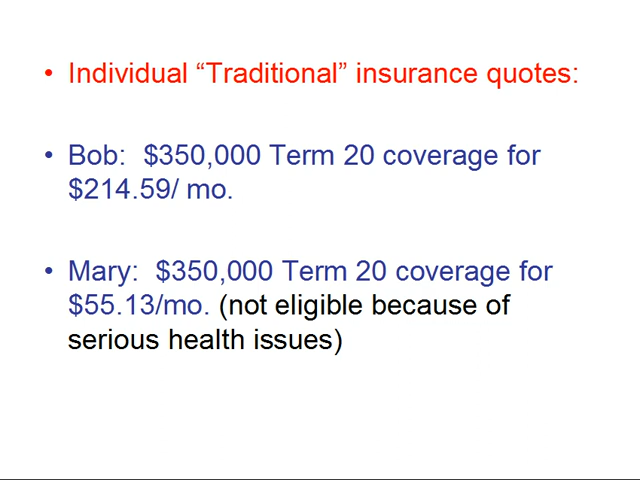 • Individual “Traditional” insurance quotes:
• Bob:  $350,000 Term 20 coverage for
$214.59/ mo.
• Mary:  $350,000 Term 20 coverage for
$55.13/mo. (not eligible because of
serious health issues)